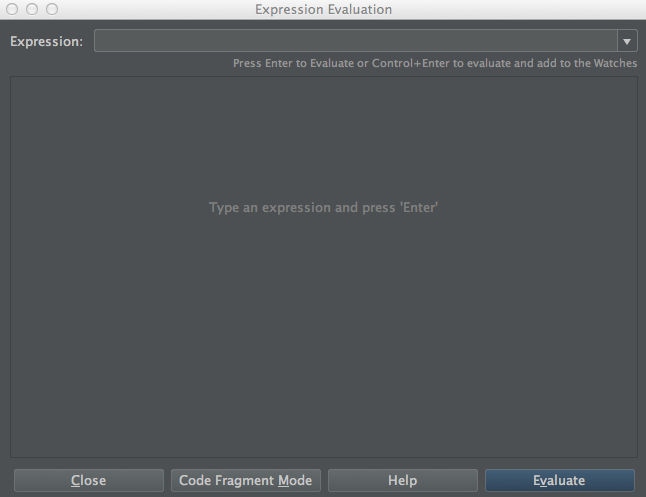 Expression Evaluation
Expression:
Press Enter to Evaluate or Control+Enter to evaluate and add to the Watches
Type an expression and press 'Enter'
Close Code Fragment Mode Help Evaluate